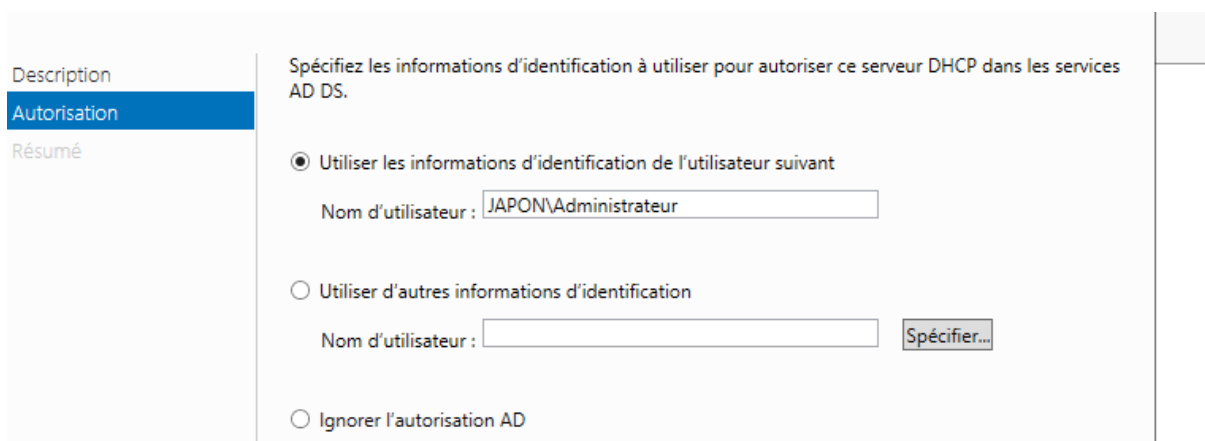 Description
Autorisation
Résumé
Spécifiez les informations d’identification à utiliser pour autoriser ce serveur DHCP dans les services
AD DS.
Utiliser les informations d’identification de l’utilisateur suivant
Nom d’utilisateur : JAPON\Administrateur
Utiliser d’autres informations d’identification
Nom d’utilisateur :
Spécifier...
Ignorer l’autorisation AD